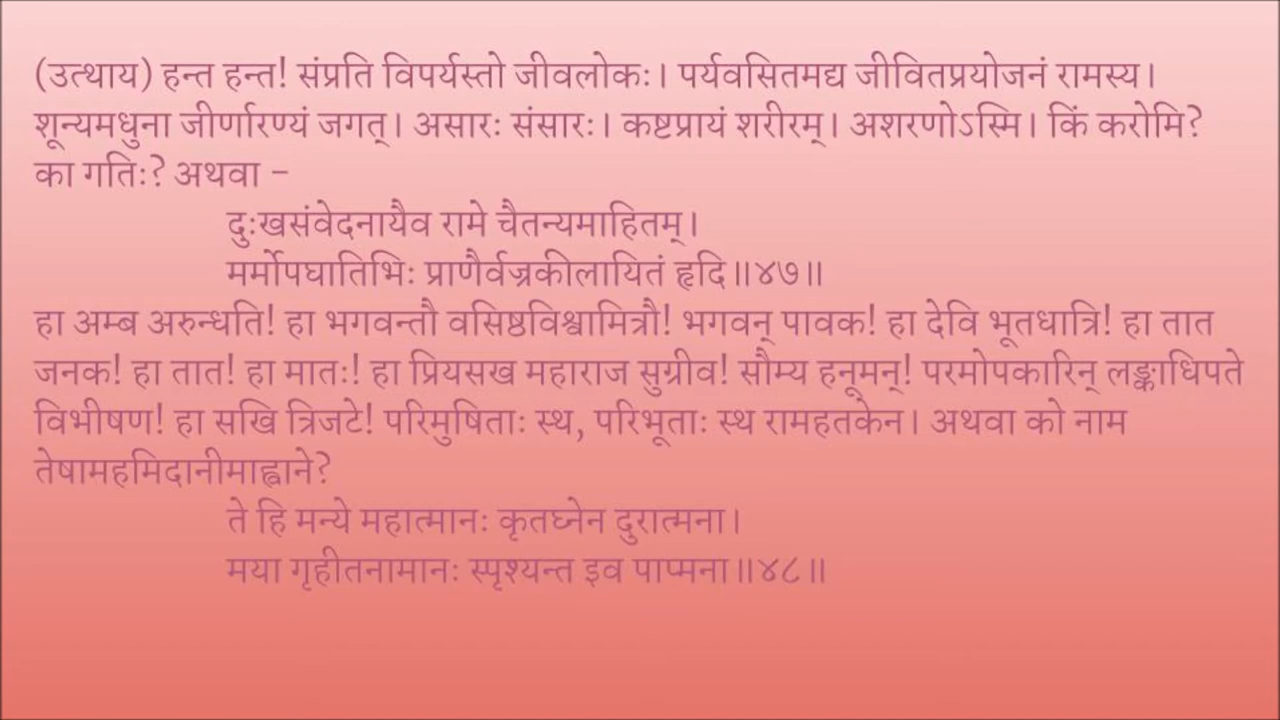 (उत्थाय) हन्त हन्त! संप्रति विपर्यस्तो जीवलोकः। पर्यवसितमद्य जीवितप्रयोजनं रामस्य।
शून्यमधुना जीर्णारण्यं जगत्। असारः संसारः। कष्टप्रायं शरीरम्। अशरणोऽस्मि। किं करोमि?
का गतिः? अथवा –
दुःखसंवेदनायैव रामे चैतन्यमाहितम्।
मर्मोपघातिभिः प्राणैर्वज्रकीलायितं हृदि॥४७॥
हा अम्ब अरुन्धति! हा भगवन्तौ वसिष्ठविश्वामित्रौ! भगवन् पावक! हा देवि भूतधात्रि! हा तात
जनक! हा तात! हा मातः! हा प्रियसख महाराज सुग्रीव! सौम्य हनूमन्! परमोपकारिन् लङ्काधिपते
विभीषण! हा सखि त्रिजटे! परिमुषिताः स्थ, परिभूताः स्थ रामहतकेन। अथवा को नाम
तेषामहमिदानीमाह्वाने?
ते हि मन्ये महात्मानः कृतघ्नेन दुरात्मना।
मया गृहीतनामानः स्पृश्यन्त इव पाप्मना॥४८॥